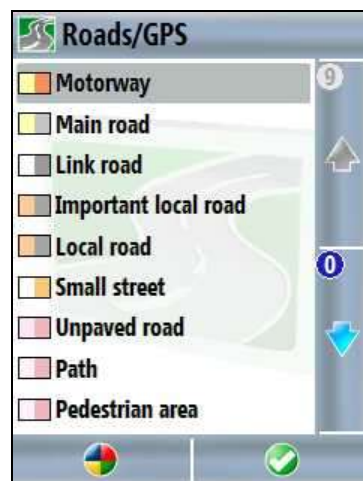 Roads/GPS
Motorway
9
Main road
Link road
Important local road
Local road
0
Small street
Unpaved road
Path
Pedestrian area